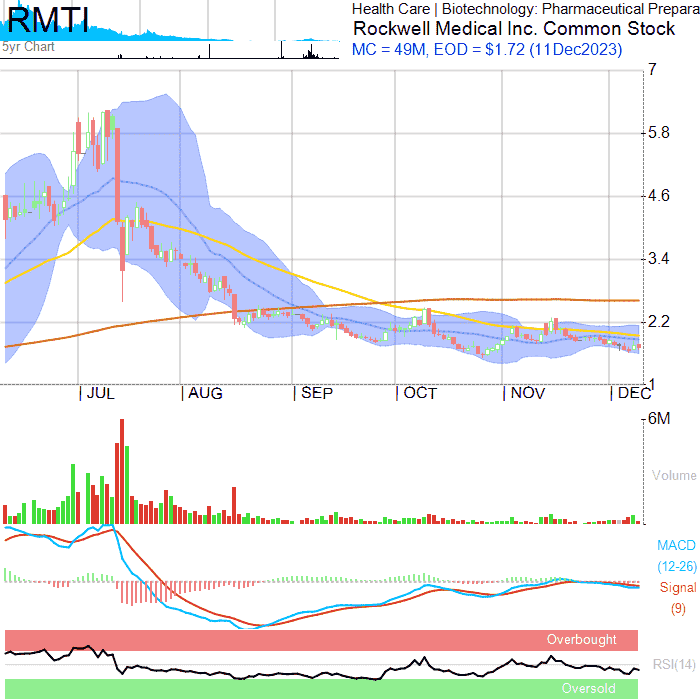 RMTI
Health Care | Biotechnology: Pharmaceutical Prepara
Rockwell Medical Inc. Common Stock
MC = 49M, EOD = $1.72 (11Dec2023)
5yr Chart
7
5.8
4.6
3.4
2.2
1
| JUL | AUG | SEP | OCT | NOV | DEC
6M
Volume
MACD
(12-26)
Signal
(9)
Overbought
RSI(14)
Oversold